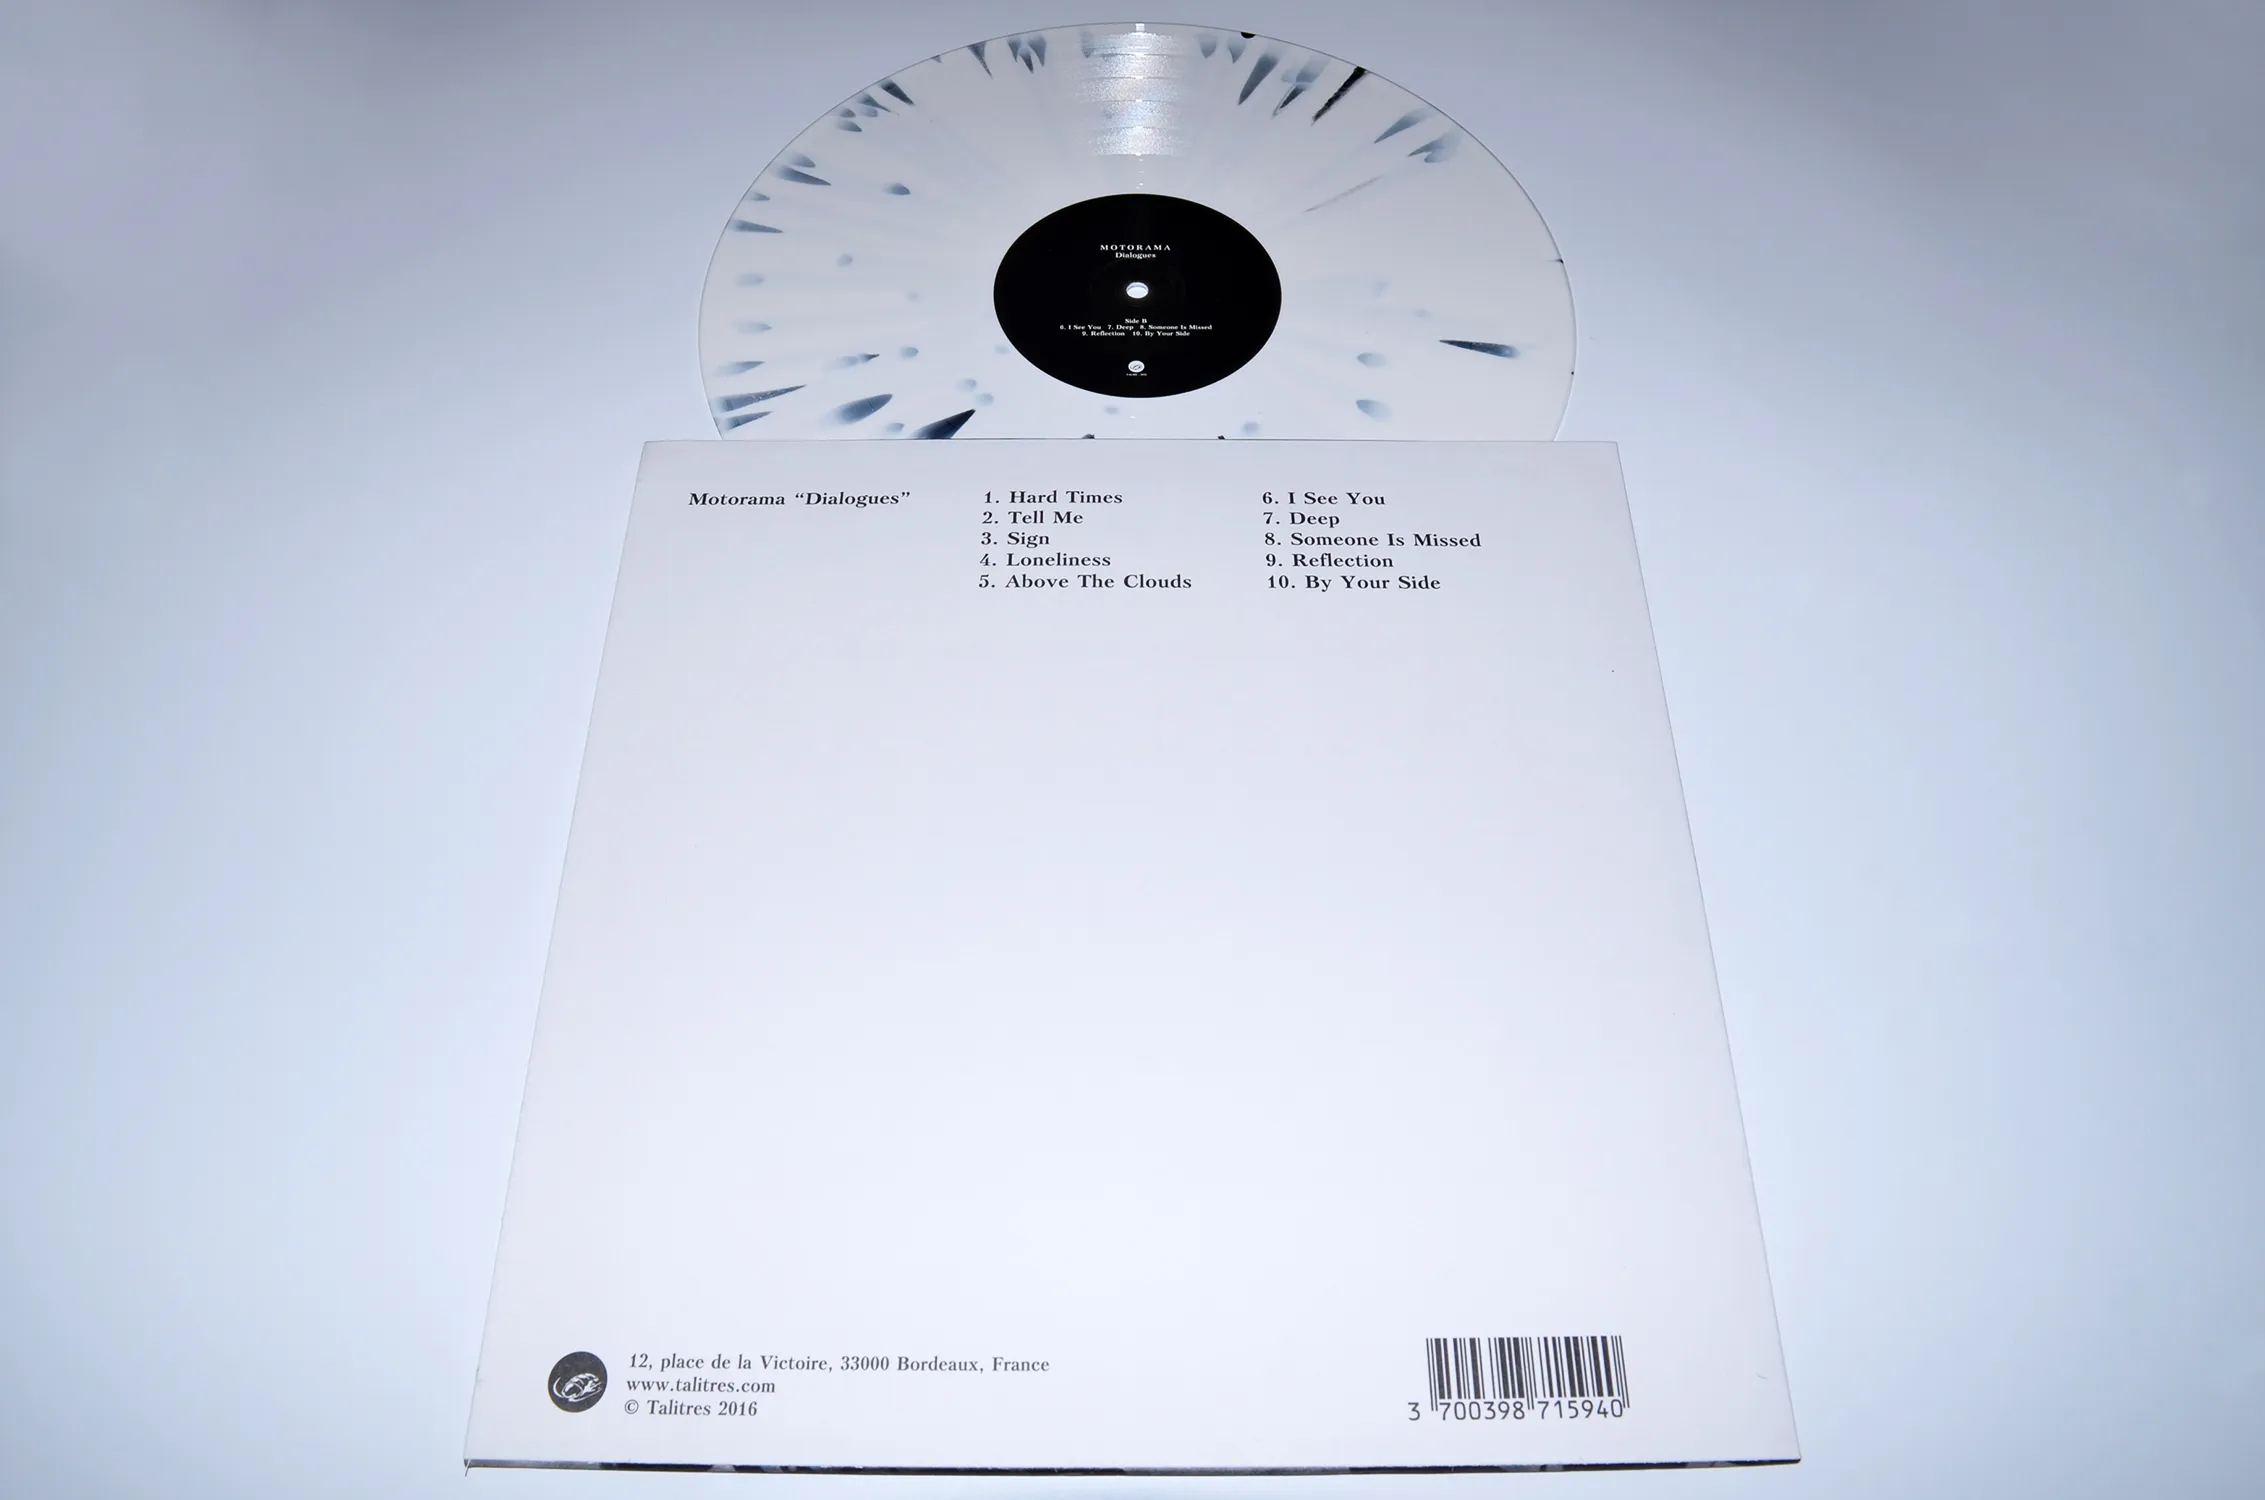 MOTORAMA
Dialogues
Side B
6. I See You 7. Deep 8. Someone Is Missed
9. Reflection 10. By Your Side
Motorama “Dialogues”
1. Hard Times
2. Tell Me
3. Sign
4. Loneliness
5. Above The Clouds
6. I See You
7. Deep
8. Someone Is Missed
9. Reflection
10. By Your Side
12, place de la Victoire, 33000 Bordeaux, France
www.talitres.com
© Talitres 2016
3 700398 715940